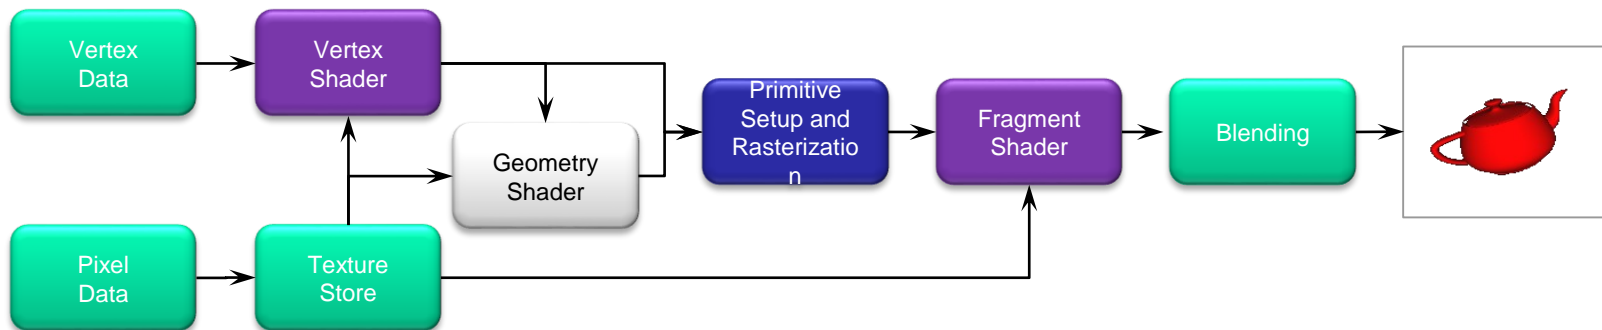 Vertex
Data
Vertex
Shader
Geometry
Shader
Primitive
Setup and
Rasterizatio
n
Fragment
Shader
Blending
Pixel
Data
Texture
Store